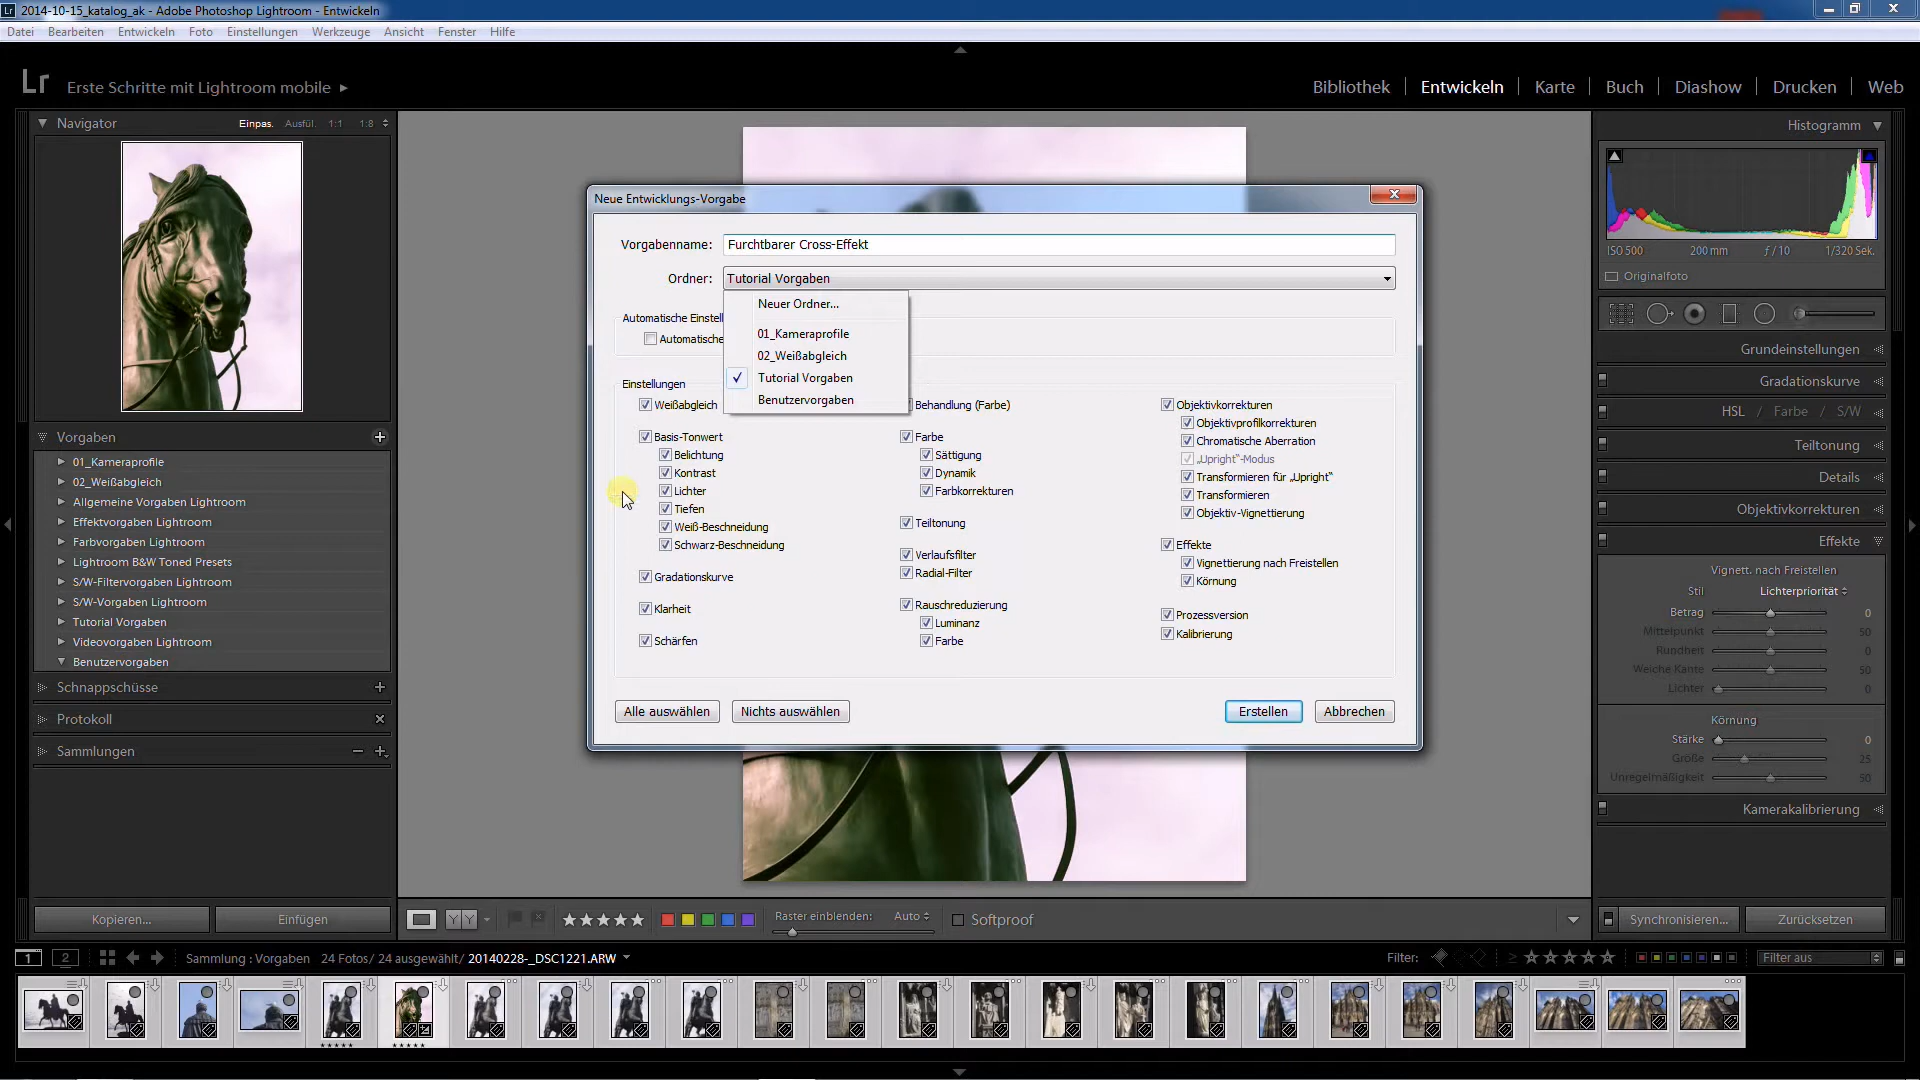 2014-10-15_katalog_ak - Adobe Photoshop Lightroom - Entwickeln
Datei Bearbeiten Entwickeln Foto Einstellungen Werkzeuge Ansicht Fenster Hilfe
Lr Erste Schritte mit Lightroom mobile
Bibliothek Entwickeln Karte Buch Diashow Drucken Web
Navigator Einpas. Ausfül. 1:1 1:8
Histogramm
ISO 500 200 mm ƒ / 10 1/320 Sek.
Originalfoto
Neue Entwicklungs-Vorgabe
Vorgabenname: Furchtbarer Cross-Effekt
Ordner: Tutorial Vorgaben
Neuer Ordner...
01_Kameraprofile
02_Weißabgleich
Tutorial Vorgaben
Benutzervorgaben
Automatische Einstell
Automatische
Einstellungen
Weißabgleich
Basis-Tonwert
Belichtung
Kontrast
Lichter
Tiefen
Weiß-Beschneidung
Schwarz-Beschneidung
Gradationskurve
Klarheit
Schärfen
Behandlung (Farbe)
Farbe
Sättigung
Dynamik
Farbkorrekturen
Teiltonung
Verlaufsfilter
Radial-Filter
Rauschreduzierung
Luminanz
Farbe
Objektivkorrekturen
Objektivprofilkorrekturen
Chromatische Aberration
„Upright“-Modus
Transformieren für „Upright“
Transformieren
Objektiv-Vignettierung
Effekte
Vignettierung nach Freistellen
Körnung
Prozessversion
Kalibrierung
Alle auswählen Nichts auswählen Erstellen Abbrechen
Vorgaben
01_Kameraprofile
02_Weißabgleich
Allgemeine Vorgaben Lightroom
Effektvorgaben Lightroom
Farbvorgaben Lightroom
Lightroom B&W Toned Presets
S/W-Filtervorgaben Lightroom
S/W-Vorgaben Lightroom
Tutorial Vorgaben
Videovorgaben Lightroom
Benutzervorgaben
Schnappschüsse
Protokoll
Sammlungen
Kopieren... Einfügen
Grundeinstellungen
Gradationskurve
HSL / Farbe / S/W
Teiltonung
Details
Objektivkorrekturen
Effekte
Vignett. nach Freistellen
Stil Lichterpriorität
Betrag 0
Mittelpunkt 50
Rundheit 0
Weiche Kante 50
Lichter 0
Körnung
Stärke 0
Größe 25
Unregelmäßigkeit 50
Kamerakalibrierung
Raster einblenden: Auto Softproof
Synchronisieren... Zurücksetzen
1 2 Sammlung : Vorgaben 24 Fotos/ 24 ausgewählt/ 20140228-_DSC1221.ARW Filter: Filter aus